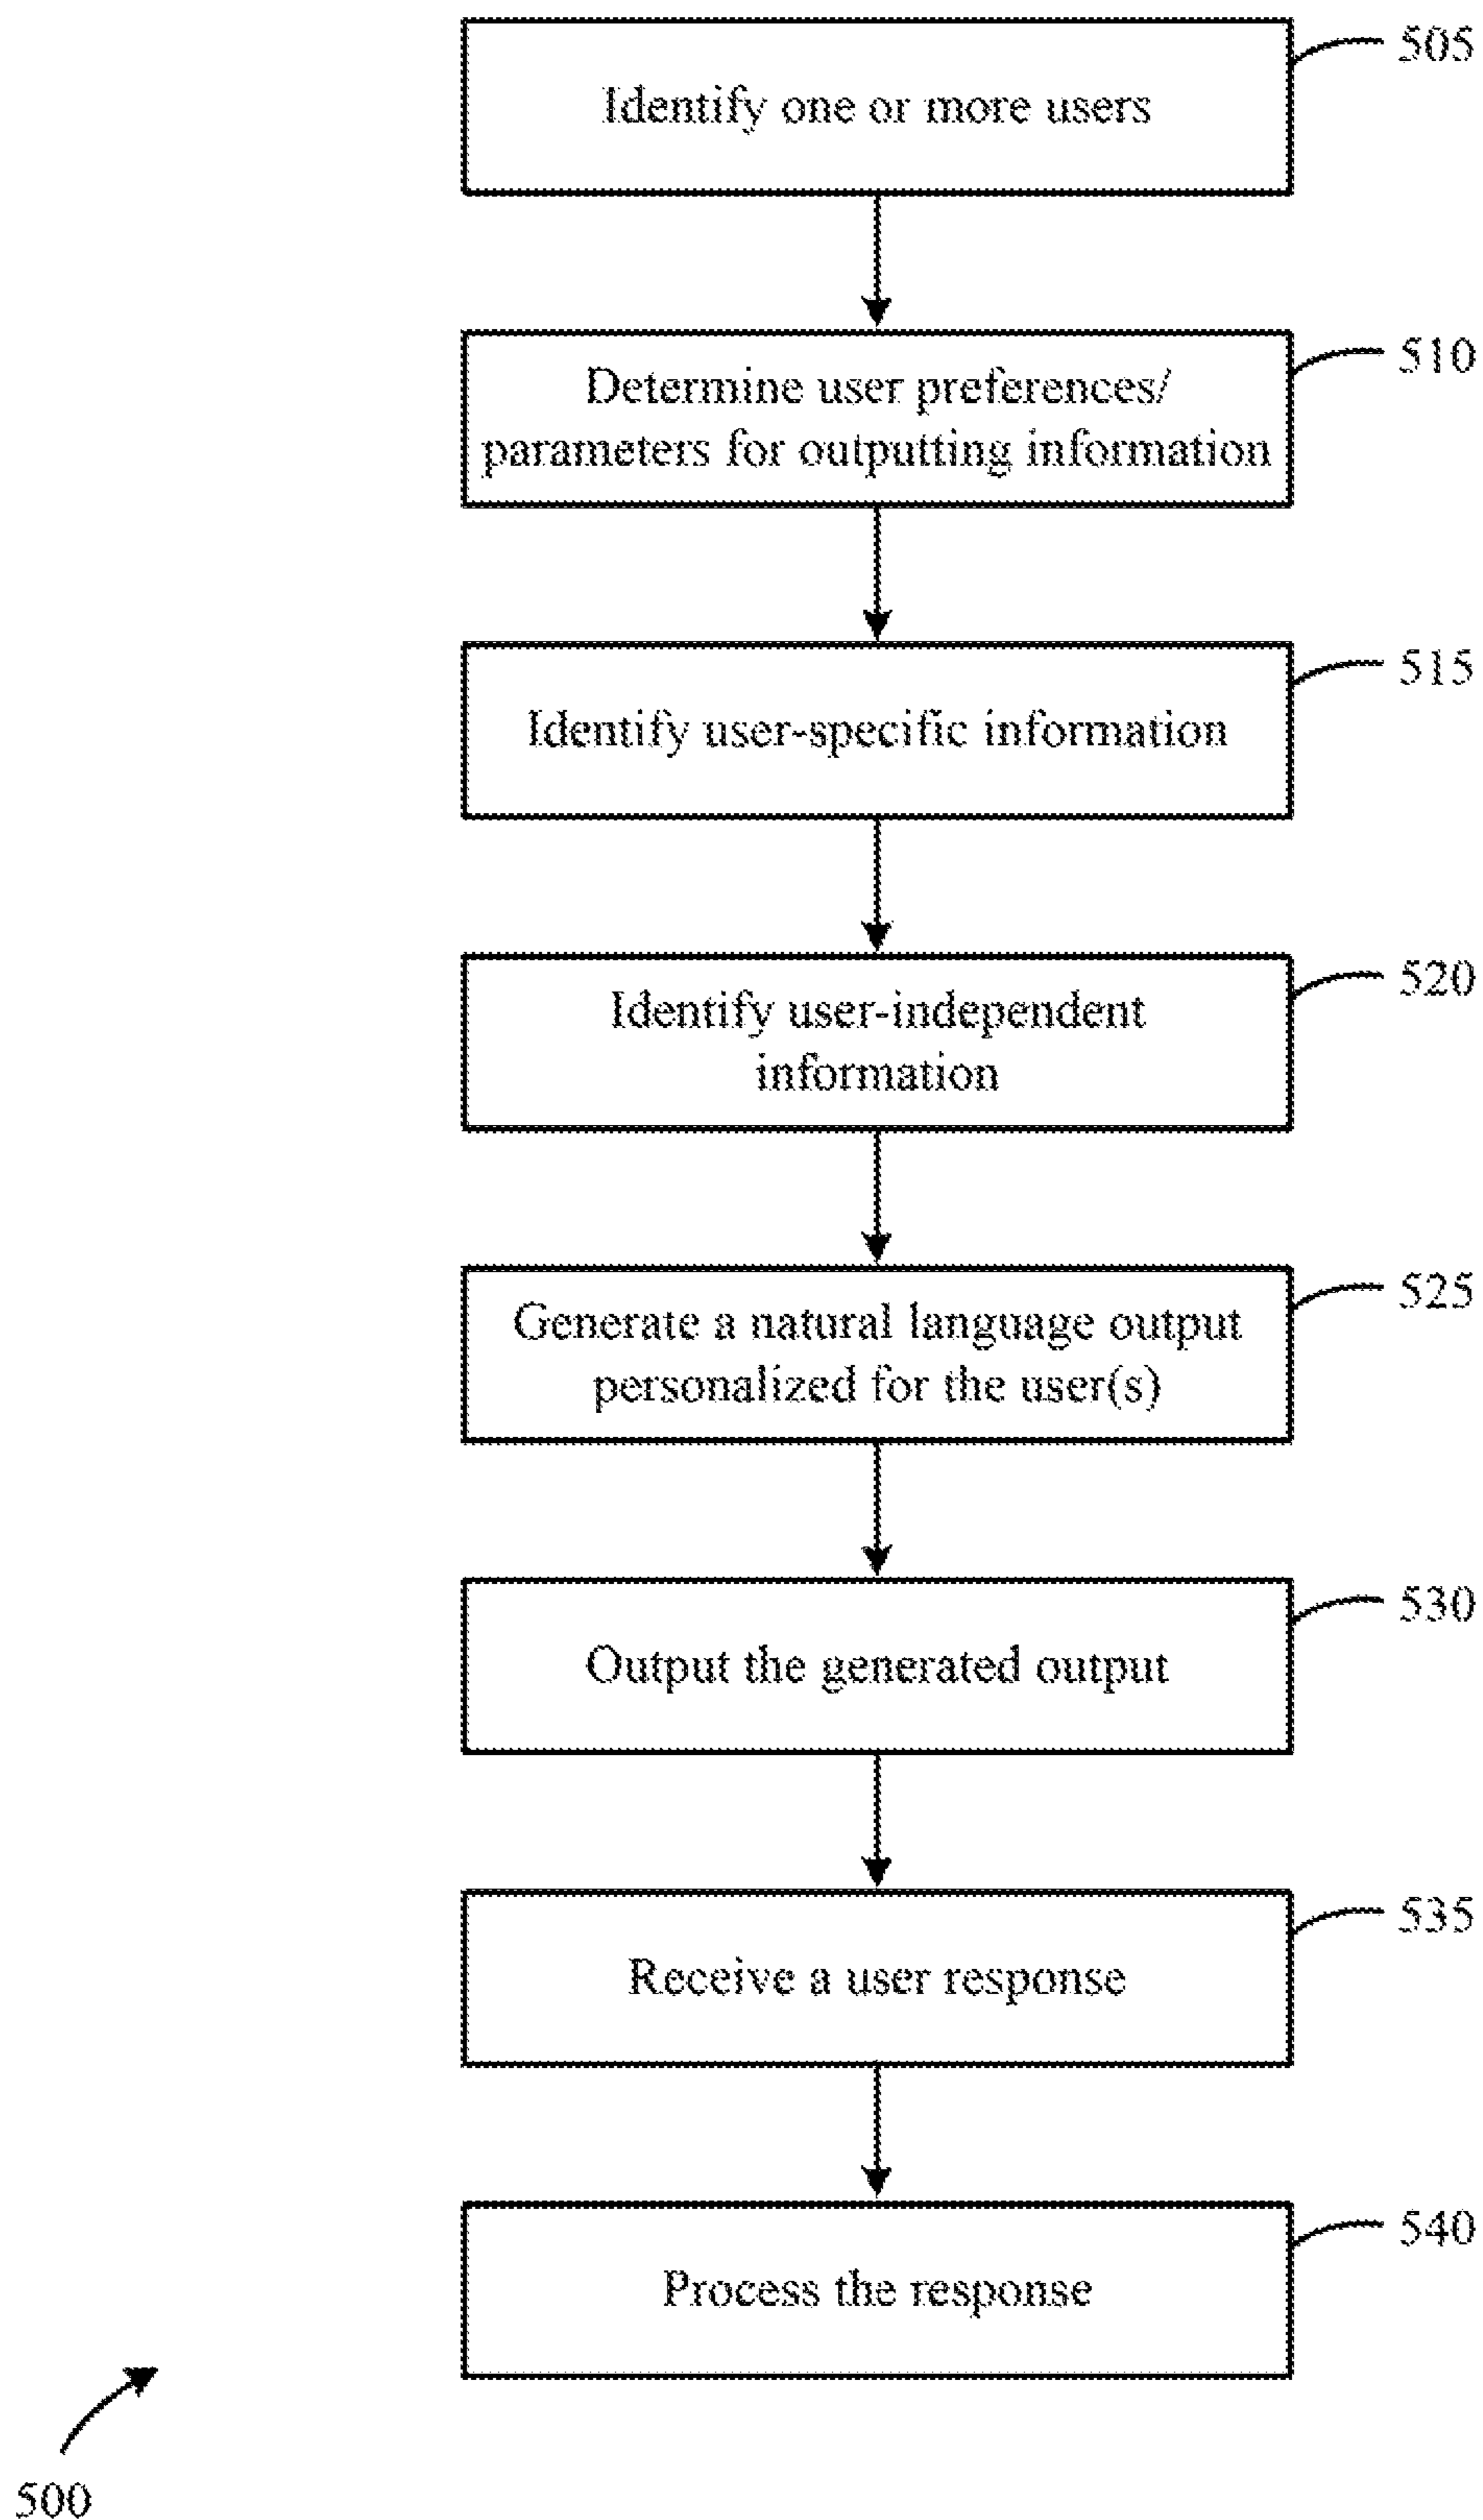 505
Identify one or more users
510
Determine user preferences/
parameters for outputting information
515
Identify user-specific information
520
Identify user-independent
information
525
Generate a natural language output
personalized for the user(s)
530
Output the generated output
535
Receive a user response
540
Process the response
500